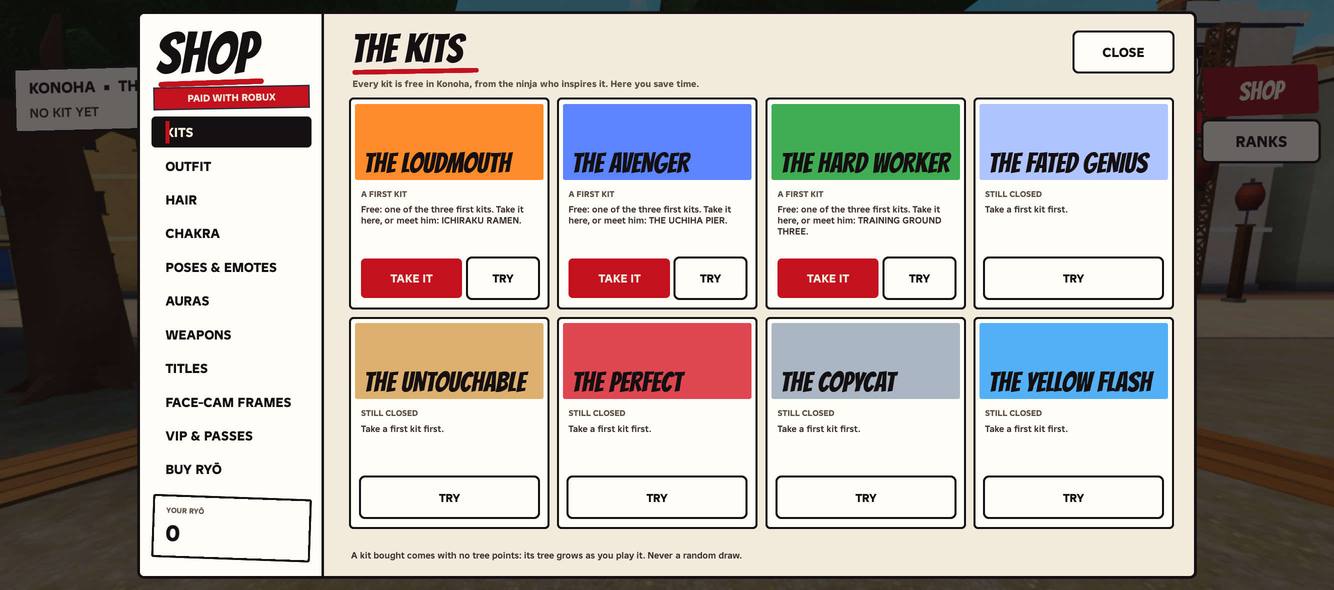 SHOP
PAID WITH ROBUX
KITS
OUTFIT
HAIR
CHAKRA
POSES & EMOTES
AURAS
WEAPONS
TITLES
FACE-CAM FRAMES
VIP & PASSES
BUY RYŌ
YOUR RYŌ
0
THE KITS
Every kit is free in Konoha, from the ninja who inspires it. Here you save time.
CLOSE
THE LOUDMOUTH
A FIRST KIT
Free: one of the three first kits. Take it
here, or meet him: ICHIRAKU RAMEN.
TAKE IT
TRY
THE AVENGER
A FIRST KIT
Free: one of the three first kits. Take it
here, or meet him: THE UCHIHA PIER.
TAKE IT
TRY
THE HARD WORKER
A FIRST KIT
Free: one of the three first kits. Take it
here, or meet him: TRAINING GROUND
THREE.
TAKE IT
TRY
THE FATED GENIUS
STILL CLOSED
Take a first kit first.
TRY
THE UNTOUCHABLE
STILL CLOSED
Take a first kit first.
TRY
THE PERFECT
STILL CLOSED
Take a first kit first.
TRY
THE COPYCAT
STILL CLOSED
Take a first kit first.
TRY
THE YELLOW FLASH
STILL CLOSED
Take a first kit first.
TRY
A kit bought comes with no tree points: its tree grows as you play it. Never a random draw.
KONOHA ▪ TH
NO KIT YET
SHOP
RANKS